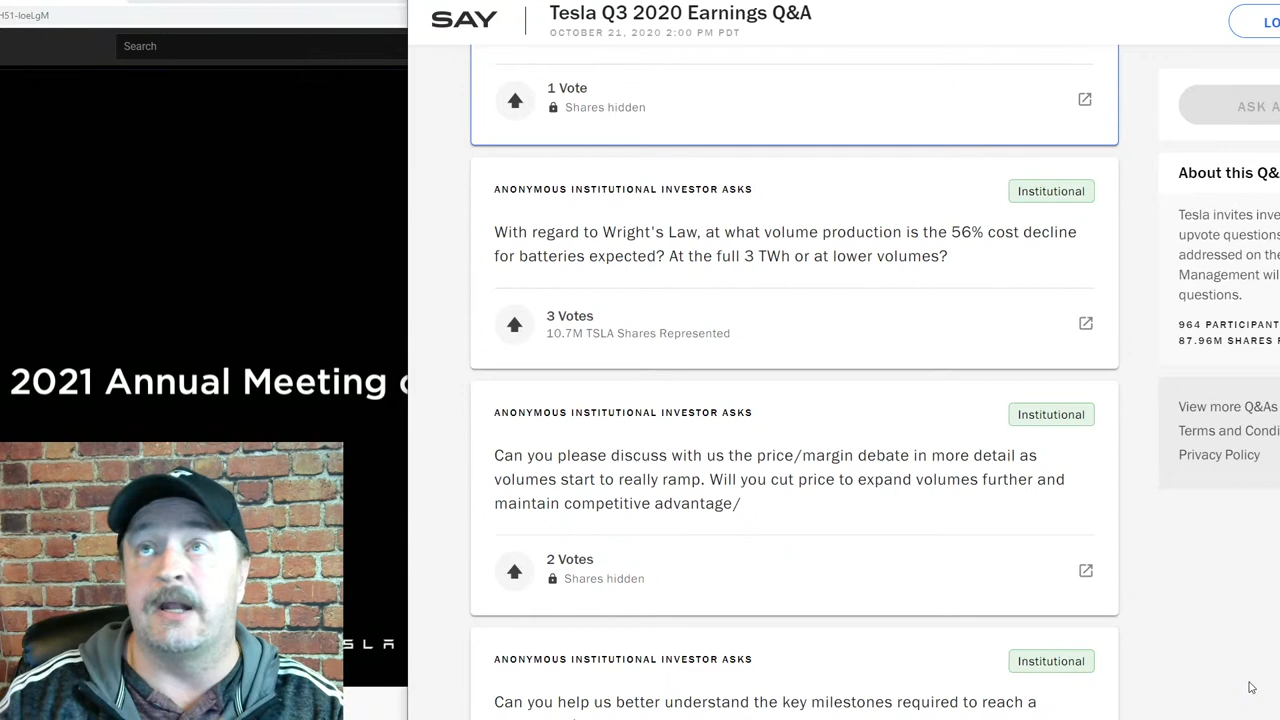 H51-IoeLgM
Search
2021 Annual Meeting
SLA
SAY
Tesla Q3 2020 Earnings Q&A
OCTOBER 21, 2020 2:00 PM PDT
LO
1 Vote
Shares hidden
ANONYMOUS INSTITUTIONAL INVESTOR ASKS
Institutional
With regard to Wright's Law, at what volume production is the 56% cost decline
for batteries expected? At the full 3 TWh or at lower volumes?
3 Votes
10.7M TSLA Shares Represented
ANONYMOUS INSTITUTIONAL INVESTOR ASKS
Institutional
Can you please discuss with us the price/margin debate in more detail as
volumes start to really ramp. Will you cut price to expand volumes further and
maintain competitive advantage/
2 Votes
Shares hidden
ANONYMOUS INSTITUTIONAL INVESTOR ASKS
Institutional
Can you help us better understand the key milestones required to reach a
ASK A
About this Q&
Tesla invites inve
upvote questions
addressed on the
Management wil
questions.
964 PARTICIPANT
87.96M SHARES
View more Q&As
Terms and Condi
Privacy Policy